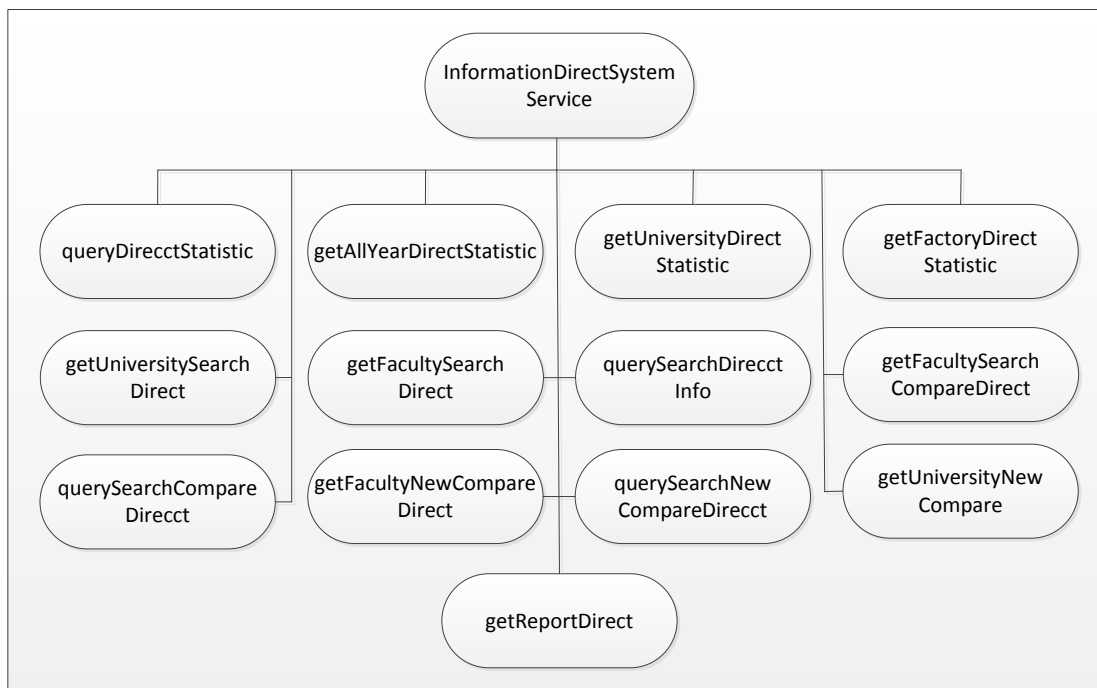 InformationDirectSystem
Service
queryDirecctStatistic
getAllYearDirectStatistic
getUniversityDirect
Statistic
getFactoryDirect
Statistic
getUniversitySearch
Direct
getFacultySearch
Direct
querySearchDirecct
Info
getFacultySearch
CompareDirect
querySearchCompare
Direcct
getFacultyNewCompare
Direct
querySearchNew
CompareDirecct
getUniversityNew
Compare
getReportDirect